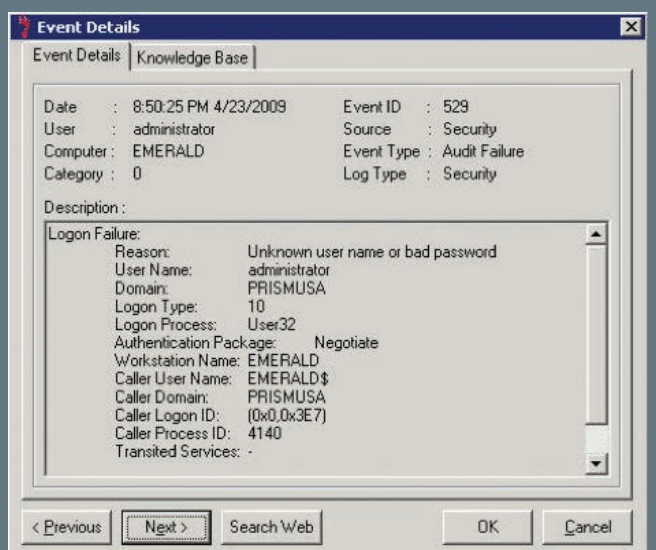 Event Details
Event Details Knowledge Base
Date : 8:50:25 PM 4/23/2009 Event ID : 529
User : administrator Source : Security
Computer : EMERALD Event Type : Audit Failure
Category : 0 Log Type : Security
Description :
Logon Failure:
Reason: Unknown user name or bad password
User Name: administrator
Domain: PRISMUSA
Logon Type: 10
Logon Process: User32
Authentication Package: Negotiate
Workstation Name: EMERALD
Caller User Name: EMERALD$
Caller Domain: PRISMUSA
Caller Logon ID: (0x0,0x3E7)
Caller Process ID: 4140
Transited Services: -
< Previous Next > Search Web OK Cancel